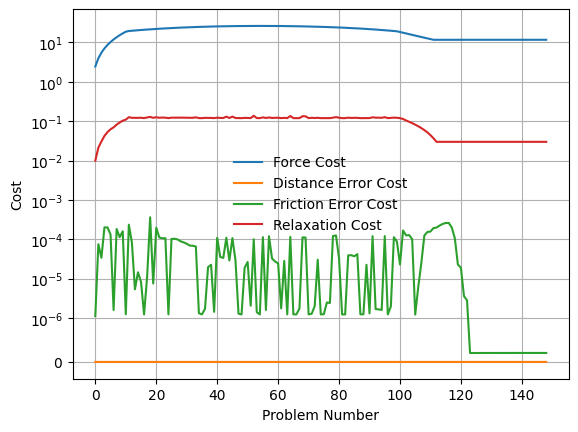 10¹
10⁰
10⁻¹
10⁻²
10⁻³
10⁻⁴
10⁻⁵
10⁻⁶
0
Cost
Force Cost
Distance Error Cost
Friction Error Cost
Relaxation Cost
0 20 40 60 80 100 120 140
Problem Number